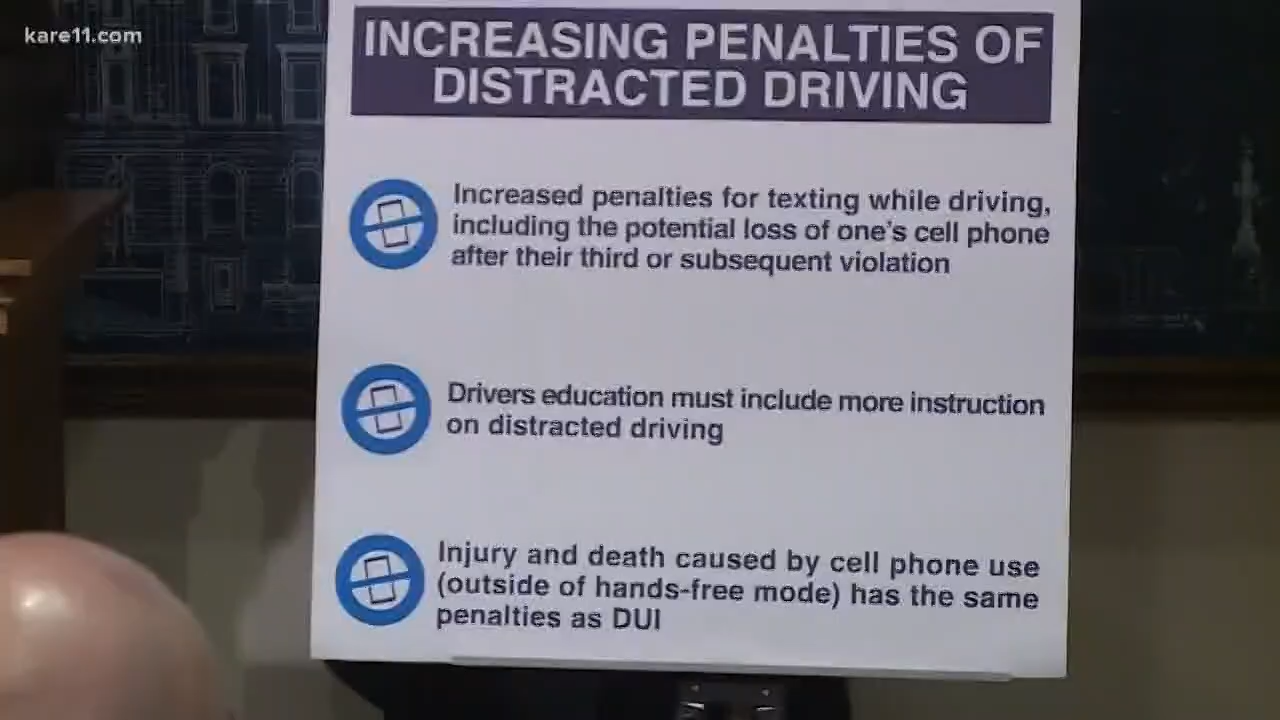 kare11.com
INCREASING PENALTIES OF
DISTRACTED DRIVING
Increased penalties for texting while driving,
including the potential loss of one's cell phone
after their third or subsequent violation
Drivers education must include more instruction
on distracted driving
Injury and death caused by cell phone use
(outside of hands-free mode) has the same
penalties as DUI